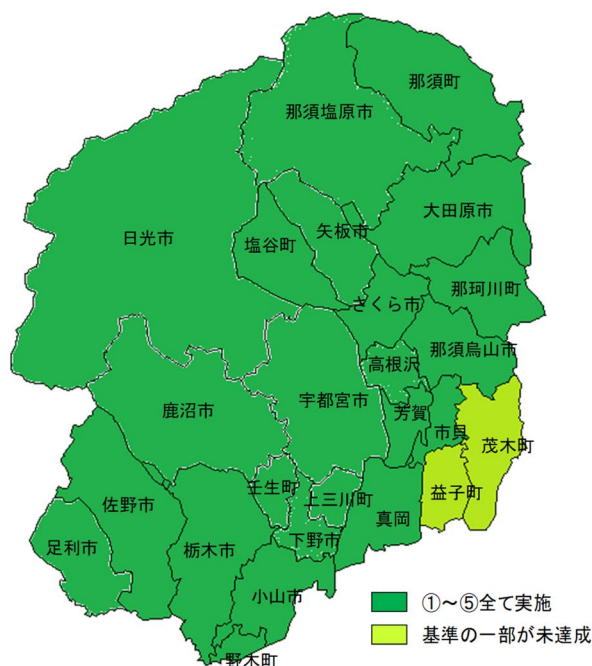 那須町
那須塩原市
大田原市
矢板市
日光市
塩谷町
那珂川町
さくら市
那須烏山市
高根沢
宇都宮市
芳賀
鹿沼市
市貝
茂木町
壬生町
益子町
上三川町
佐野市
真岡
下野市
足利市
栃木市
小山市
①～⑤全て実施
基準の一部が未達成
野木町